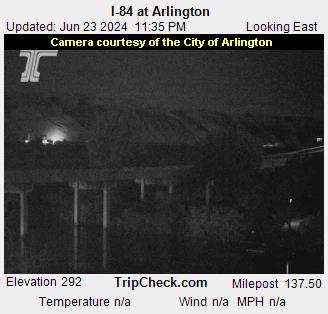 I-84 at Arlington
Updated: Jun 23 2024 11:35 PM Looking East
Camera courtesy of the City of Arlington
Elevation 292 TripCheck.com Milepost 137.50
Temperature n/a Wind n/a MPH n/a